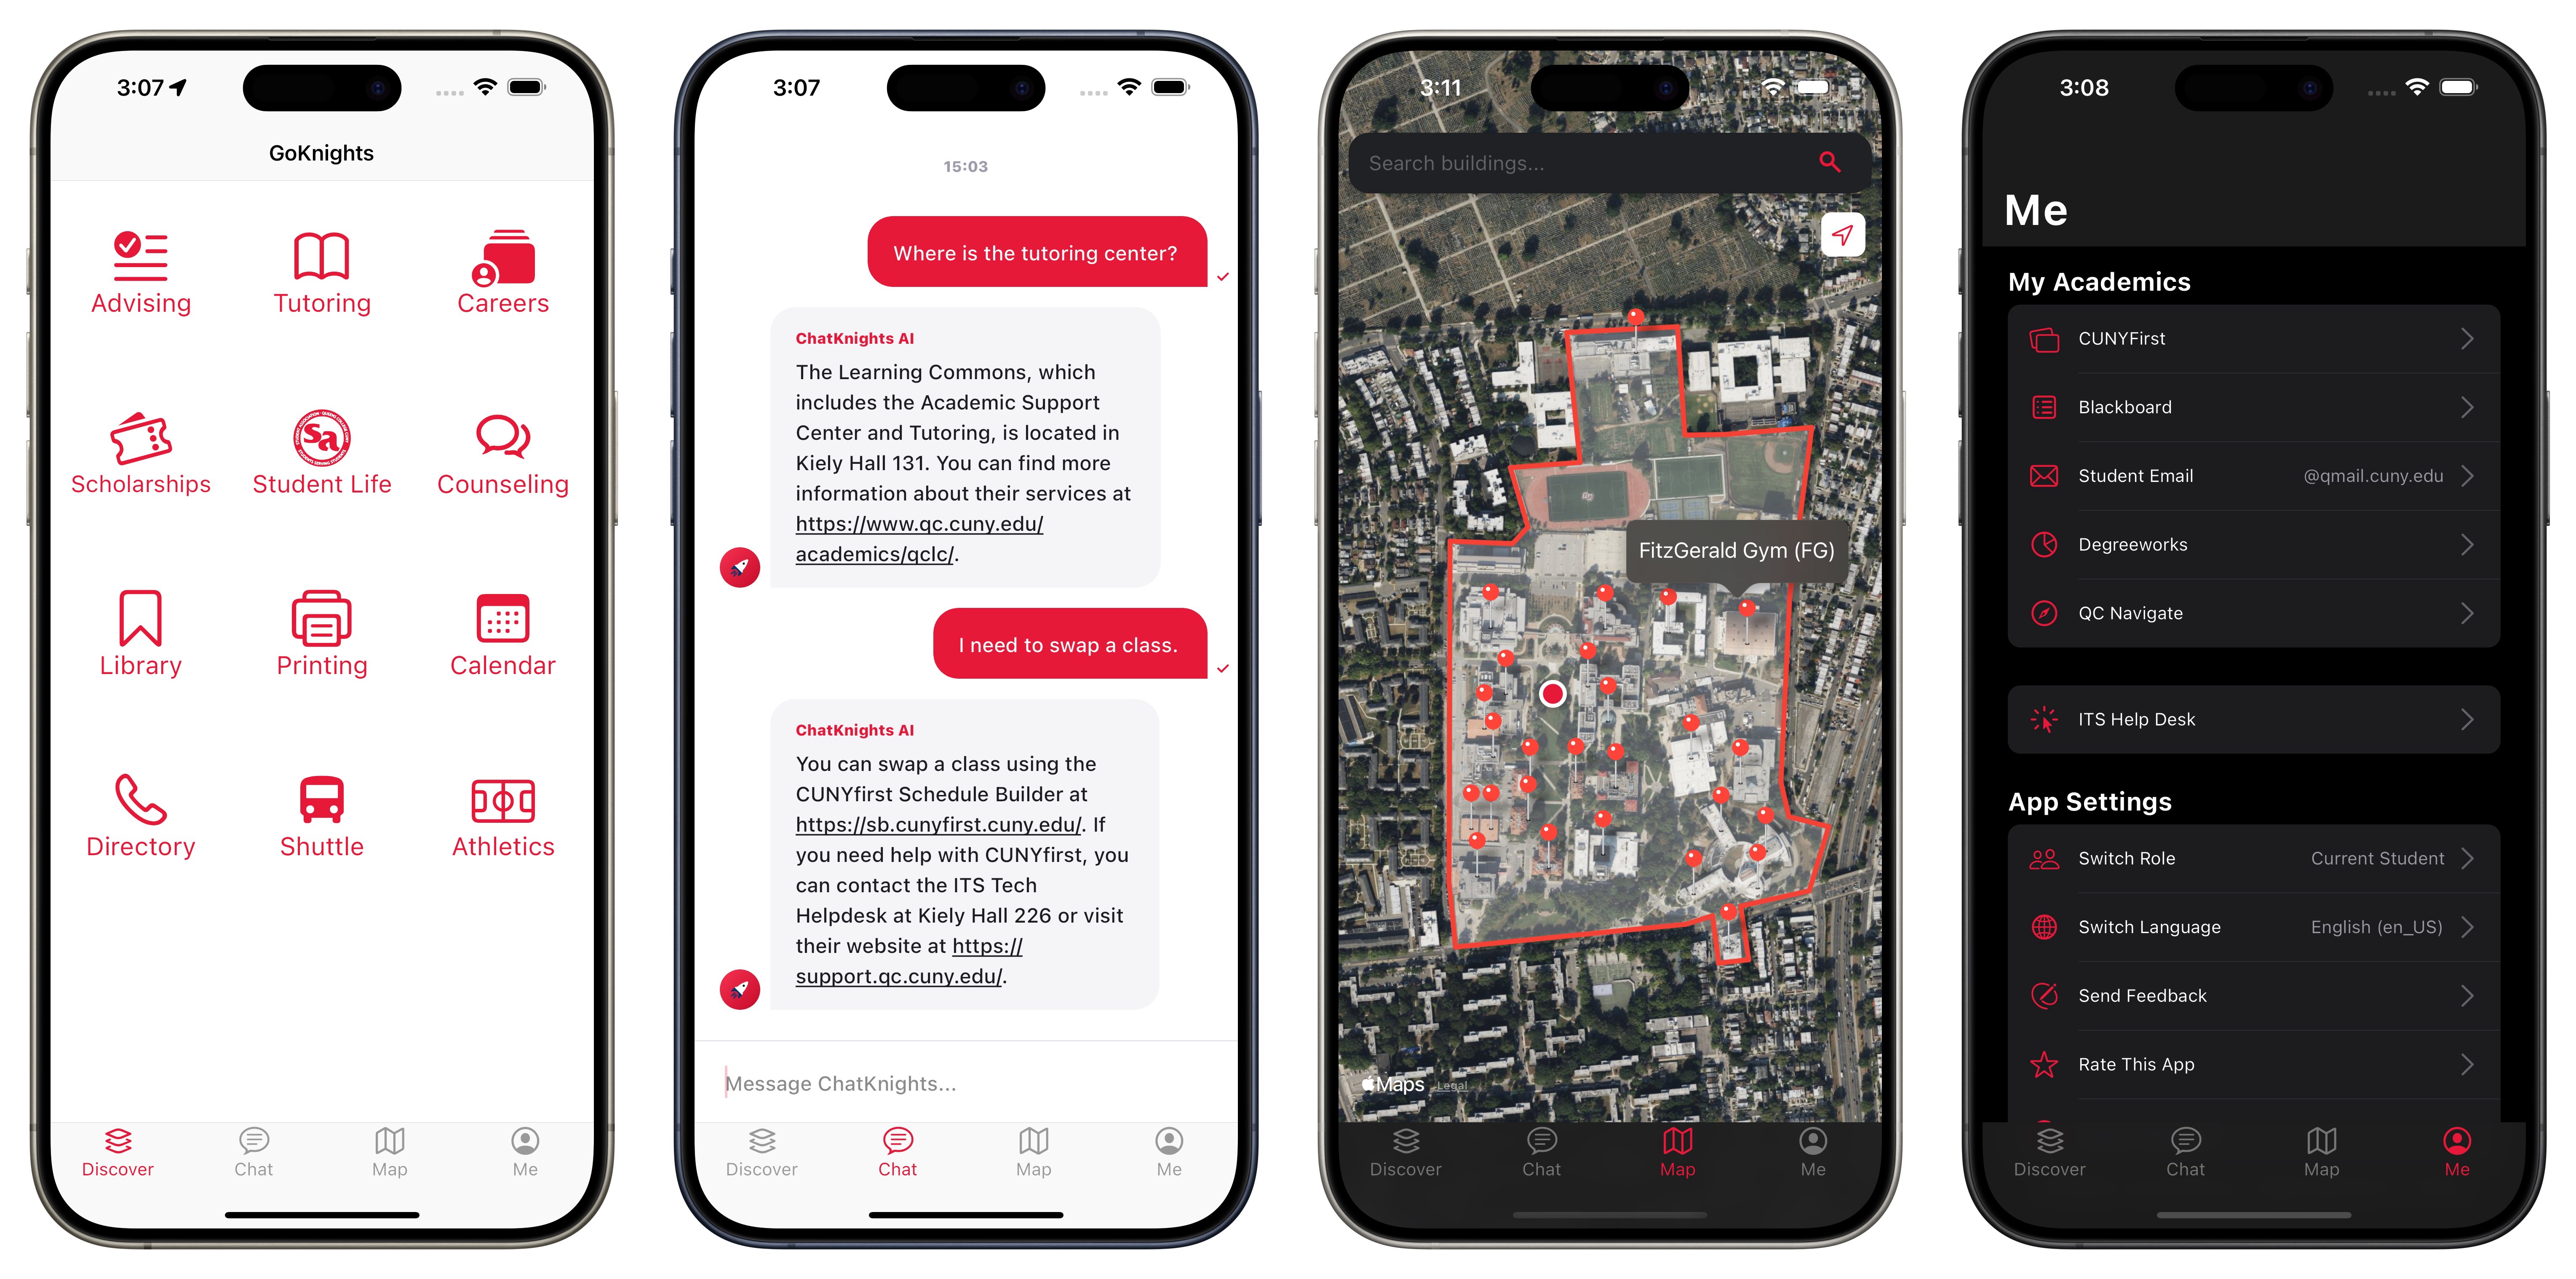 3:07
GoKnights
Advising
Tutoring
Careers
Scholarships
sa
Student Life
Counseling
Library
Printing
Calendar
Directory
Shuttle
Athletics
Discover
Chat
Map
Me
3:07
15:03
Where is the tutoring center?
ChatKnights AI
The Learning Commons, which
includes the Academic Support
Center and Tutoring, is located in
Kiely Hall 131. You can find more
information about their services at
https://www.qc.cuny.edu/
academics/qclc/.
I need to swap a class.
ChatKnights AI
You can swap a class using the
CUNYfirst Schedule Builder at
https://sb.cunyfirst.cuny.edu/. If
you need help with CUNYfirst, you
can contact the ITS Tech
Helpdesk at Kiely Hall 226 or visit
their website at https://
support.qc.cuny.edu/.
Message ChatKnights...
Discover
Chat
Map
Me
3:11
Search buildings...
FitzGerald Gym (FG)
Maps
Legal
Discover
Chat
Map
Me
3:08
Me
My Academics
CUNYFirst
Blackboard
Student Email @qmail.cuny.edu
Degreeworks
QC Navigate
ITS Help Desk
App Settings
Switch Role Current Student
Switch Language English (en_US)
Send Feedback
Rate This App
Discover
Chat
Map
Me